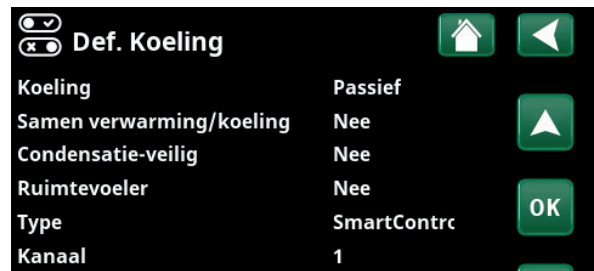 Def. Koeling
Koeling Passief
Samen verwarming/koeling Nee
Condensatie-veilig Nee
Ruimtevoeler Nee
OK
Type SmartContrc
Kanaal 1